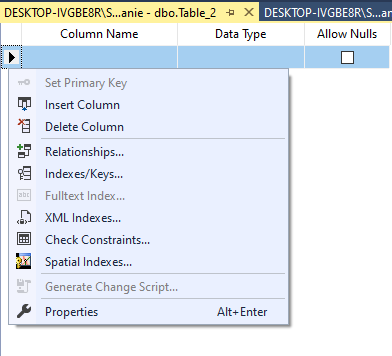 DESKTOP-IVGBE8R\S...anie - dbo.Table_2 DESKTOP-IVGBE8R\S...an
Column Name Data Type Allow Nulls
Set Primary Key
Insert Column
Delete Column
Relationships...
Indexes/Keys...
Fulltext Index...
XML Indexes...
Check Constraints...
Spatial Indexes...
Generate Change Script...
Properties Alt+Enter